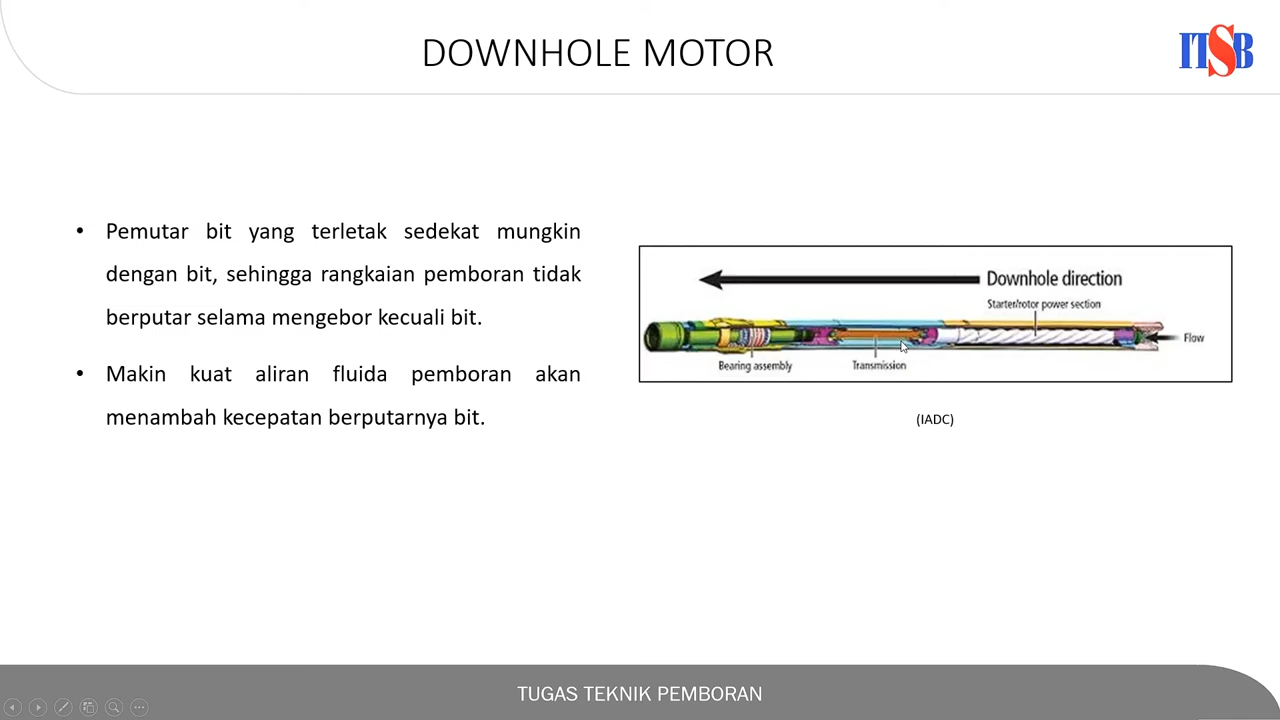 DOWNHOLE MOTOR
ITSB
• Pemutar bit yang terletak sedekat mungkin
dengan bit, sehingga rangkaian pemboran tidak
berputar selama mengebor kecuali bit.
• Makin kuat aliran fluida pemboran akan
menambah kecepatan berputarnya bit.
Downhole direction
Starter/rotor power section
Flow
Bearing assembly
Transmission
(IADC)
TUGAS TEKNIK PEMBORAN